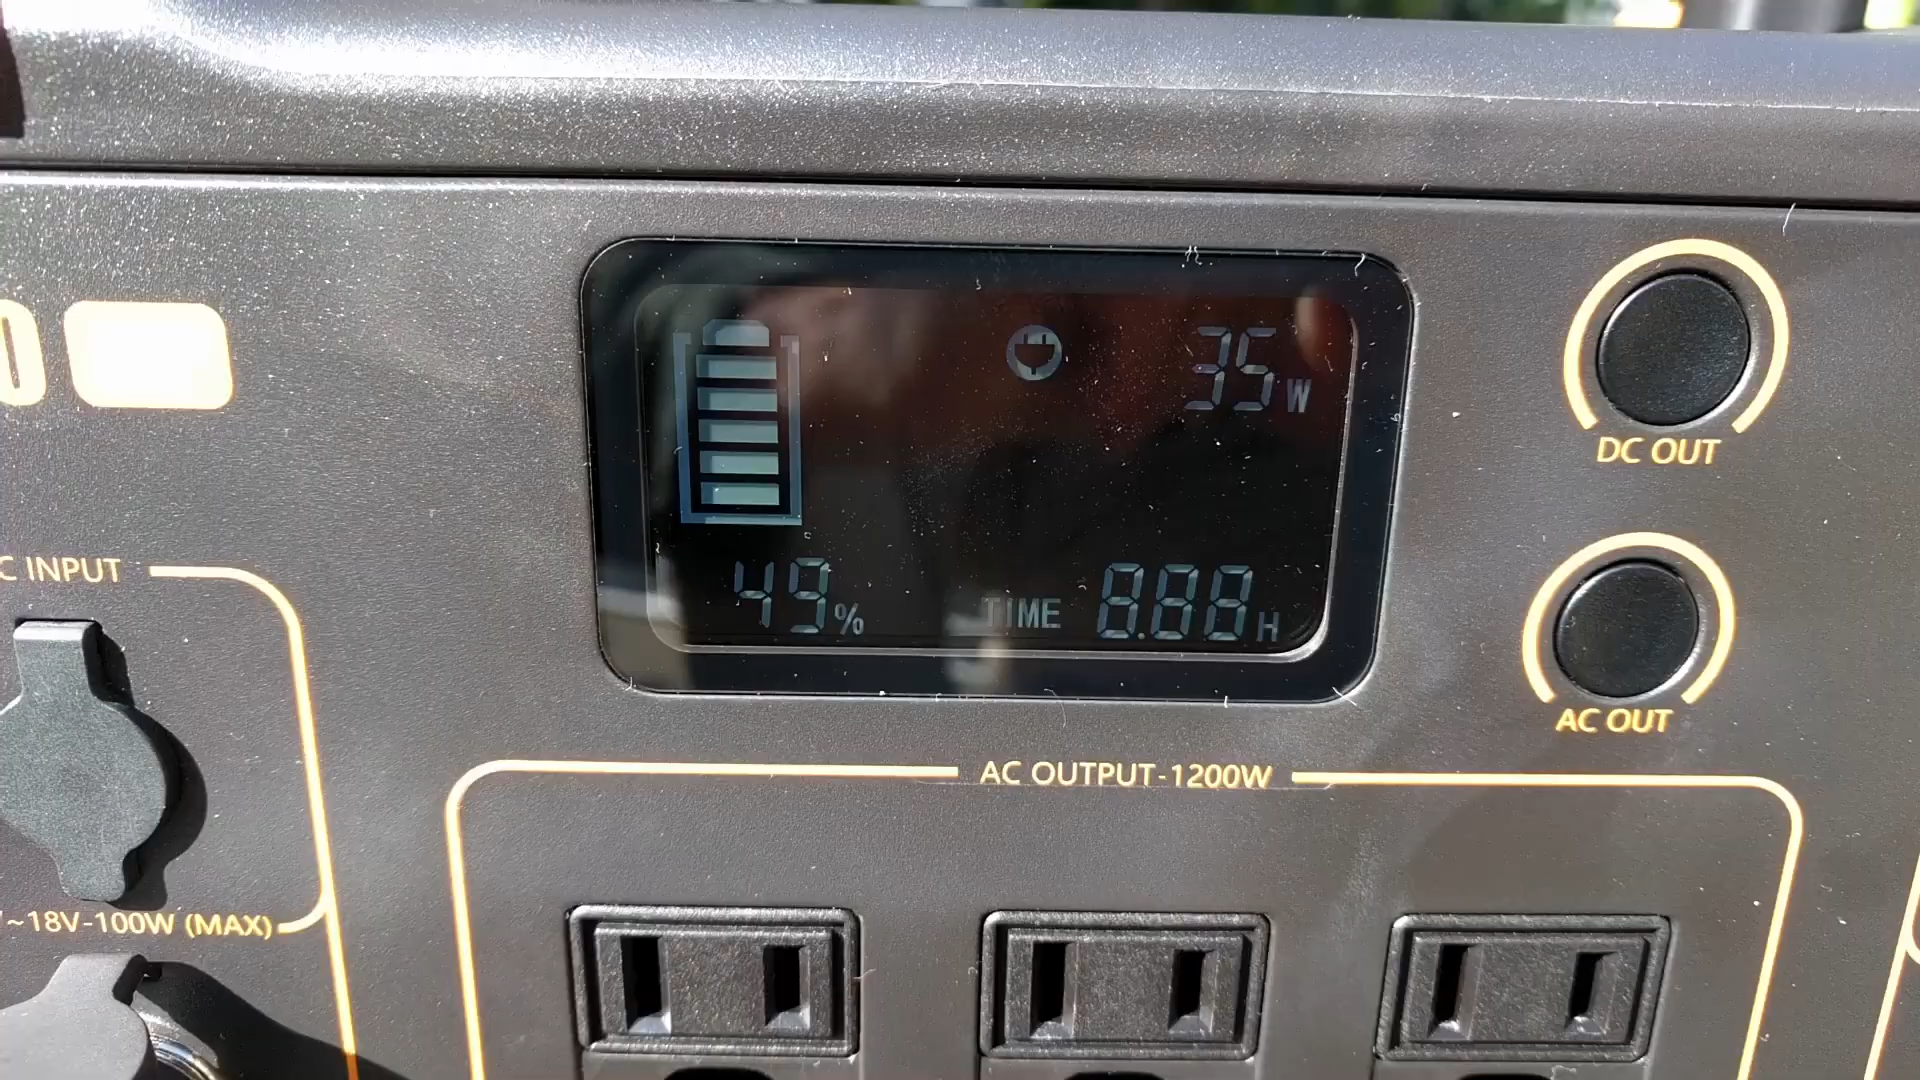 35W
DC OUT
49%
TIME 8.88H
C INPUT
AC OUT
AC OUTPUT-1200W
~18V-100W (MAX)